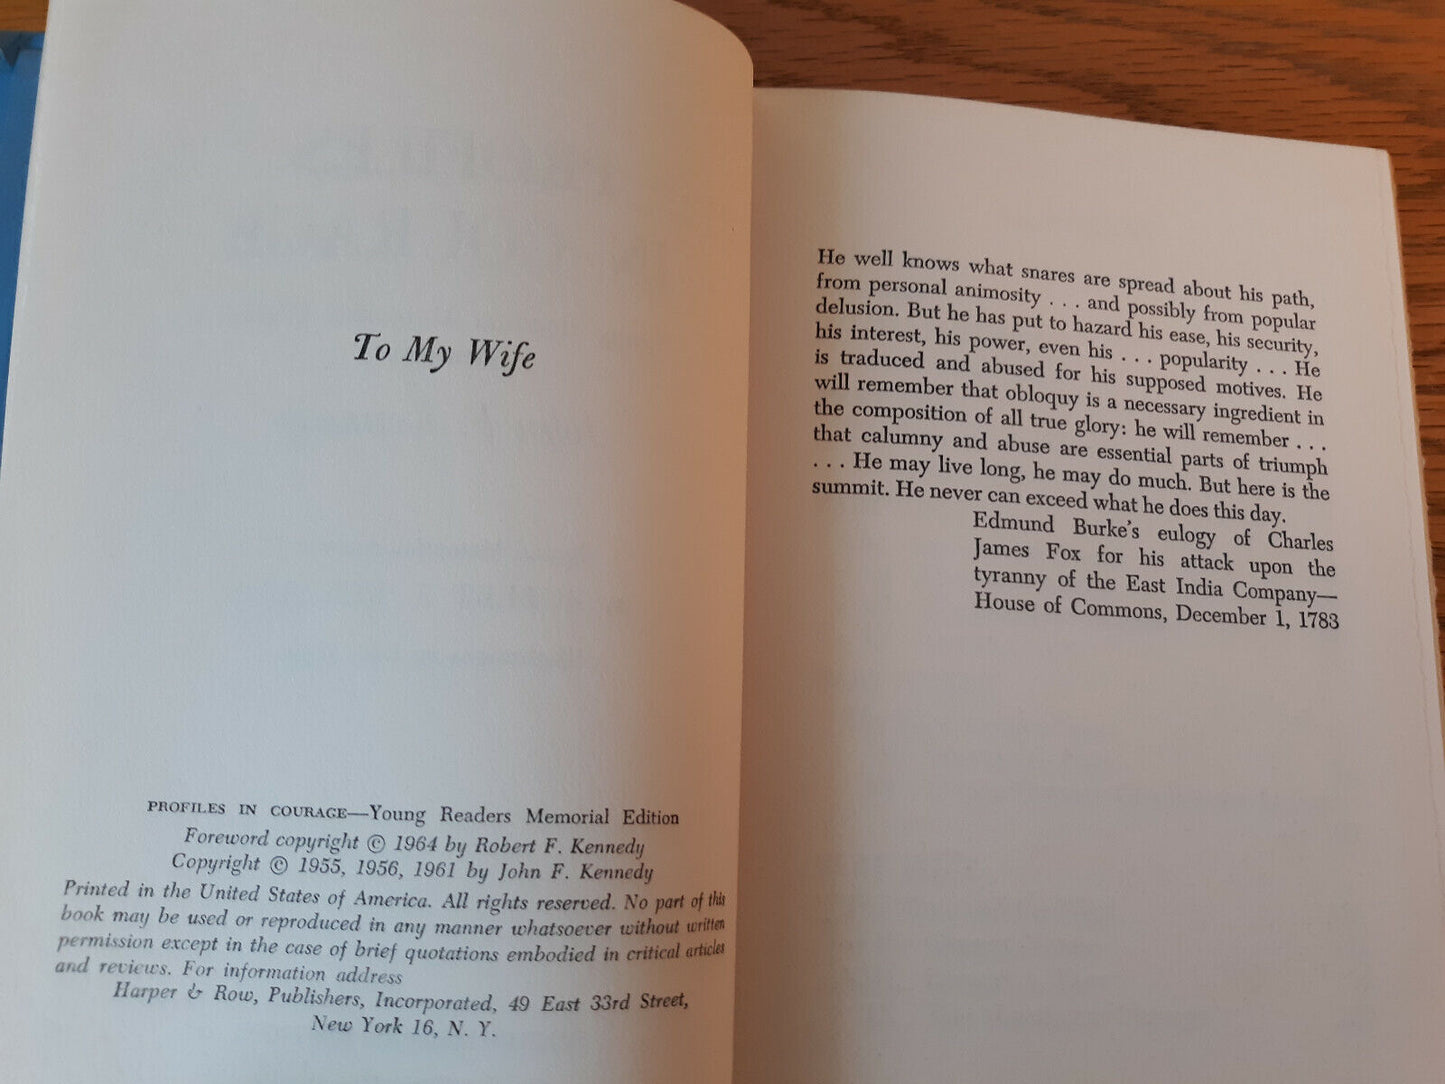 To My Wife
PROFILES IN COURAGE—Young Readers Memorial Edition
Foreword copyright © 1964 by Robert F. Kennedy
Copyright © 1955, 1956, 1961 by John F. Kennedy
Printed in the United States of America. All rights reserved. No part of this
book may be used or reproduced in any manner whatsoever without written
permission except in the case of brief quotations embodied in critical articles
and reviews. For information address
Harper & Row, Publishers, Incorporated, 49 East 33rd Street,
New York 16, N. Y.
He well knows what snares are spread about his path,
from personal animosity . . . and possibly from popular
delusion. But he has put to hazard his ease, his security,
his interest, his power, even his . . . popularity . . . He
is traduced and abused for his supposed motives. He
will remember that obloquy is a necessary ingredient in
the composition of all true glory: he will remember . . .
that calumny and abuse are essential parts of triumph
. . . He may live long, he may do much. But here is the
summit. He never can exceed what he does this day.
Edmund Burke's eulogy of Charles
James Fox for his attack upon the
tyranny of the East India Company—
House of Commons, December 1, 1783